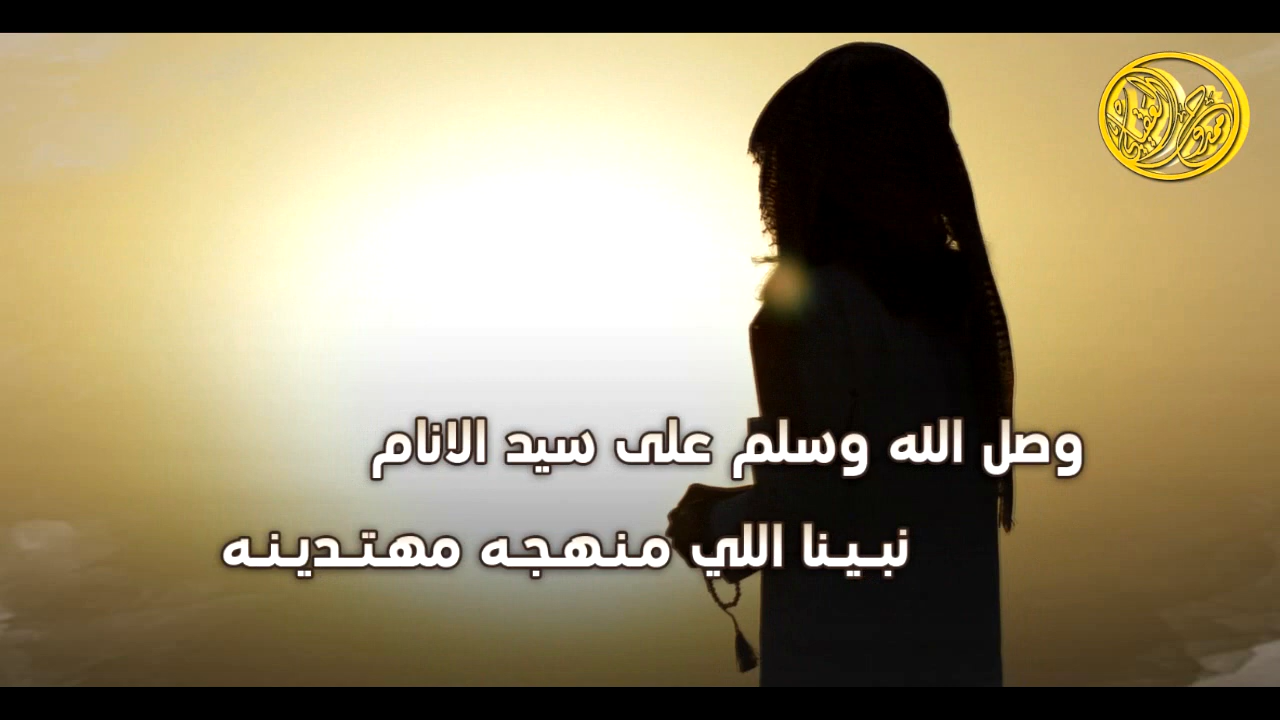 وصل الله وسلم على سيد الانام
نبينا اللي منهجه مهتدينه